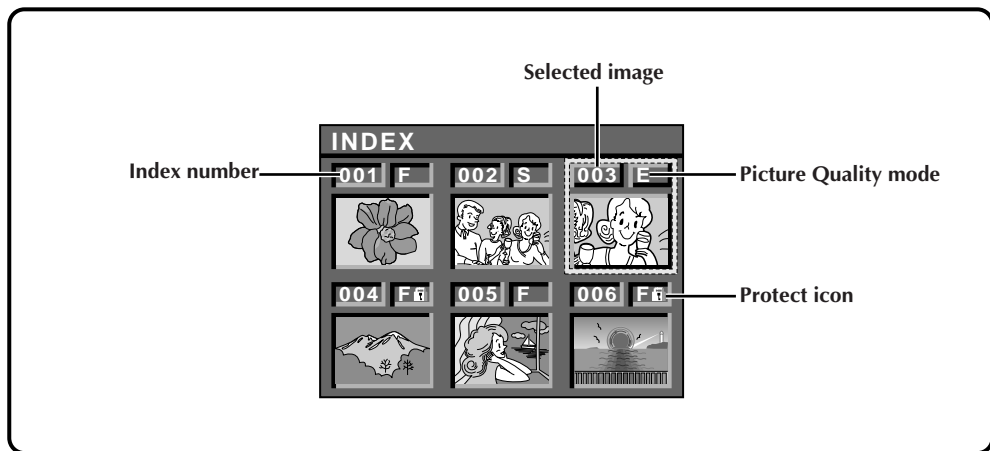 Selected image
INDEX
Index number
001 F 002 S 003 E
Picture Quality mode
004 F 005 F 006 F
Protect icon